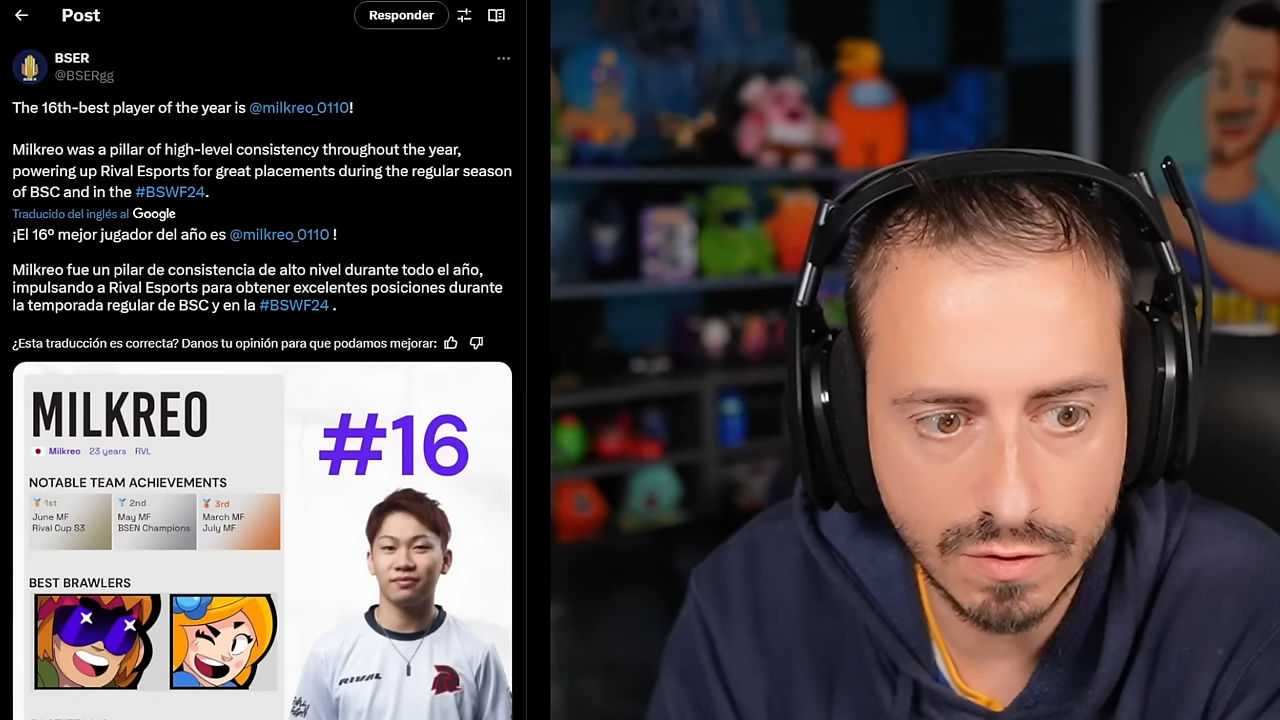 Post
Responder
BSER
@BSERgg
The 16th-best player of the year is @milkreo_0110!
Milkreo was a pillar of high-level consistency throughout the year,
powering up Rival Esports for great placements during the regular season
of BSC and in the #BSWF24.
Traducido del inglés al Google
¡El 16º mejor jugador del año es @milkreo_0110 !
Milkreo fue un pilar de consistencia de alto nivel durante todo el año,
impulsando a Rival Esports para obtener excelentes posiciones durante
la temporada regular de BSC y en la #BSWF24 .
¿Esta traducción es correcta? Danos tu opinión para que podamos mejorar:
MILKREO
Milkreo 23 years RVL
#16
NOTABLE TEAM ACHIEVEMENTS
1st
June MF
Rival Cup S3
2nd
May MF
BSEN Champions
3rd
March MF
July MF
BEST BRAWLERS
RIVAL